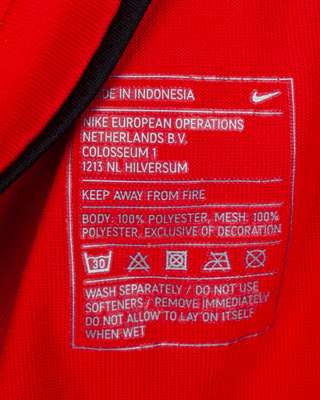 MADE IN INDONESIA
NIKE EUROPEAN OPERATIONS
NETHERLANDS B.V.
COLOSSEUM 1
1213 NL HILVERSUM
KEEP AWAY FROM FIRE
BODY: 100% POLYESTER, MESH: 100%
POLYESTER, EXCLUSIVE OF DECORATION
30
WASH SEPARATELY / DO NOT USE
SOFTENERS / REMOVE IMMEDIATELY
DO NOT ALLOW TO LAY ON ITSELF
WHEN WET